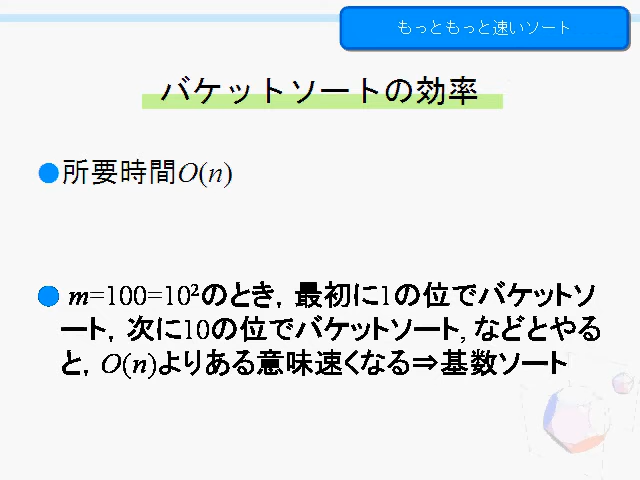 もっともっと速いソート
バケットソートの効率
●所要時間O(n)
● m=100=10²のとき, 最初に1の位でバケットソ
ート, 次に10の位でバケットソート, などとやる
と, O(n)よりある意味速くなる⇒基数ソート